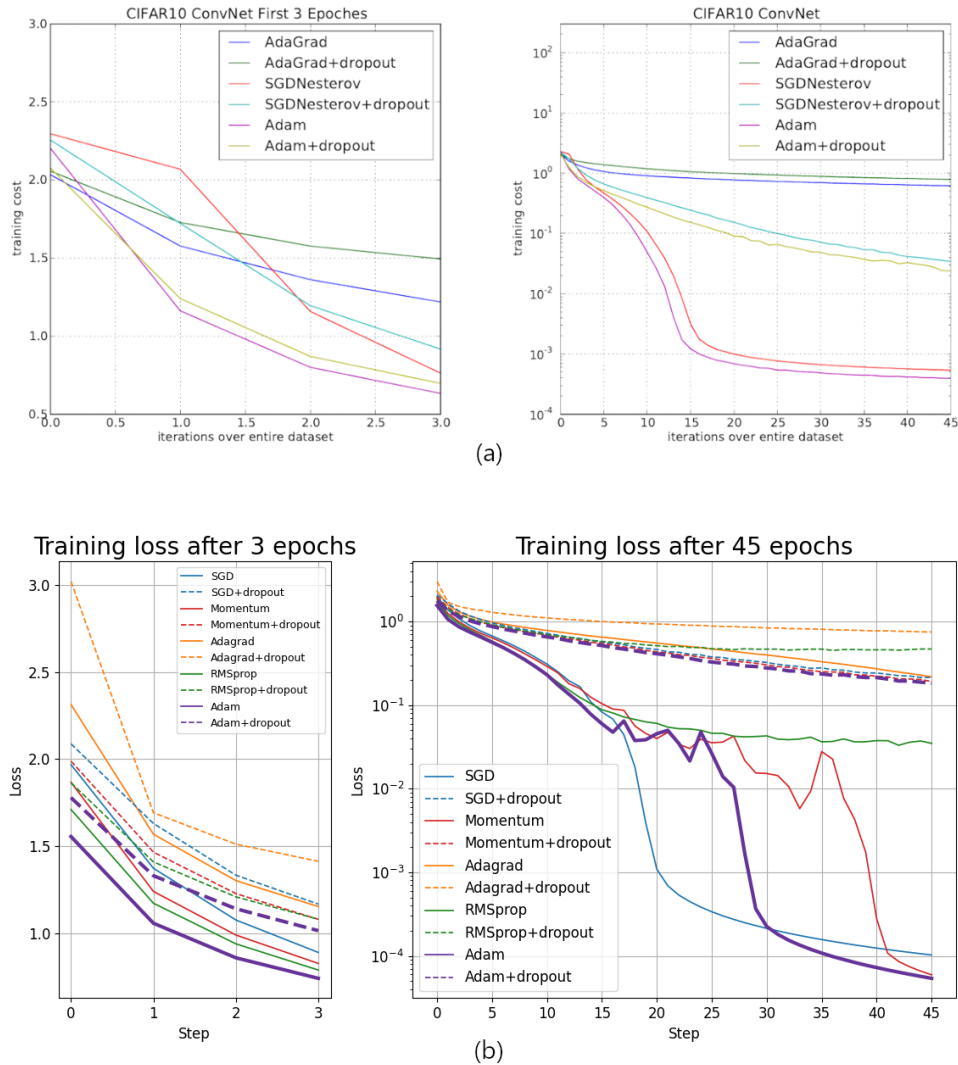 CIFAR10 ConvNet First 3 Epoches
3.0
2.5
2.0
1.5
1.0
0.5
training cost
AdaGrad
AdaGrad+dropout
SGDNesterov
SGDNesterov+dropout
Adam
Adam+dropout
0.0 0.5 1.0 1.5 2.0 2.5 3.0
iterations over entire dataset
CIFAR10 ConvNet
10²
10¹
10⁰
10⁻¹
10⁻²
10⁻³
10⁻⁴
training cost
AdaGrad
AdaGrad+dropout
SGDNesterov
SGDNesterov+dropout
Adam
Adam+dropout
0 5 10 15 20 25 30 35 40 45
iterations over entire dataset
(a)
Training loss after 3 epochs
3.0
2.5
2.0
1.5
1.0
Loss
SGD
SGD+dropout
Momentum
Momentum+dropout
Adagrad
Adagrad+dropout
RMSprop
RMSprop+dropout
Adam
Adam+dropout
0 1 2 3
Step
Training loss after 45 epochs
10⁰
10⁻¹
10⁻²
10⁻³
10⁻⁴
Loss
SGD
SGD+dropout
Momentum
Momentum+dropout
Adagrad
Adagrad+dropout
RMSprop
RMSprop+dropout
Adam
Adam+dropout
0 5 10 15 20 25 30 35 40 45
Step
(b)